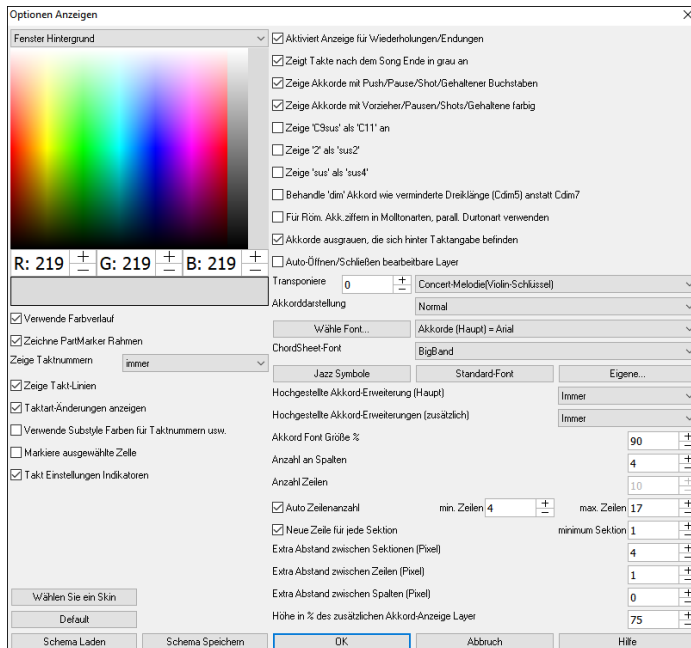 Optionen Anzeigen
Fenster Hintergrund
R: 219 + − G: 219 + − B: 219 + −
Verwende Farbverlauf
Zeichne PartMarker Rahmen
Zeige Taktnummern immer
Zeige Takt-Linien
Taktart-Änderungen anzeigen
Verwende Substyle Farben für Taktnummern usw.
Markiere ausgewählte Zelle
Takt Einstellungen Indikatoren
Wählen Sie ein Skin
Default
Schema Laden Schema Speichern
Aktiviert Anzeige für Wiederholungen/Endungen
Zeigt Takte nach dem Song Ende in grau an
Zeige Akkorde mit Push/Pause/Shot/Gehaltener Buchstaben
Zeige Akkorde mit Vorzieher/Pausen/Shots/Gehaltene farbig
Zeige 'C9sus' als 'C11' an
Zeige '2' als 'sus2'
Zeige 'sus' als 'sus4'
Behandle 'dim' Akkord wie verminderte Dreiklänge (Cdim5) anstatt Cdim7
Für Röm. Akk.ziffern in Molltonarten, parall. Durtonart verwenden
Akkorde ausgrauen, die sich hinter Taktangabe befinden
Auto-Öffnen/Schließen bearbeitbare Layer
Transponiere 0 + − Concert-Melodie(Violin-Schlüssel)
Akkorddarstellung Normal
Wähle Font... Akkorde (Haupt) = Arial
ChordSheet-Font BigBand
Jazz Symbole Standard-Font Eigene...
Hochgestellte Akkord-Erweiterung (Haupt) Immer
Hochgestellte Akkord-Erweiterungen (zusätzlich) Immer
Akkord Font Größe % 90 + −
Anzahl an Spalten 4 + −
Anzahl Zeilen 10 + −
Auto Zeilenanzahl min. Zeilen 4 + − max. Zeilen 17 + −
Neue Zeile für jede Sektion minimum Sektion 1 + −
Extra Abstand zwischen Sektionen (Pixel) 4 + −
Extra Abstand zwischen Zeilen (Pixel) 1 + −
Extra Abstand zwischen Spalten (Pixel) 0 + −
Höhe in % des zusätzlichen Akkord-Anzeige Layer 75 + −
OK Abbruch Hilfe